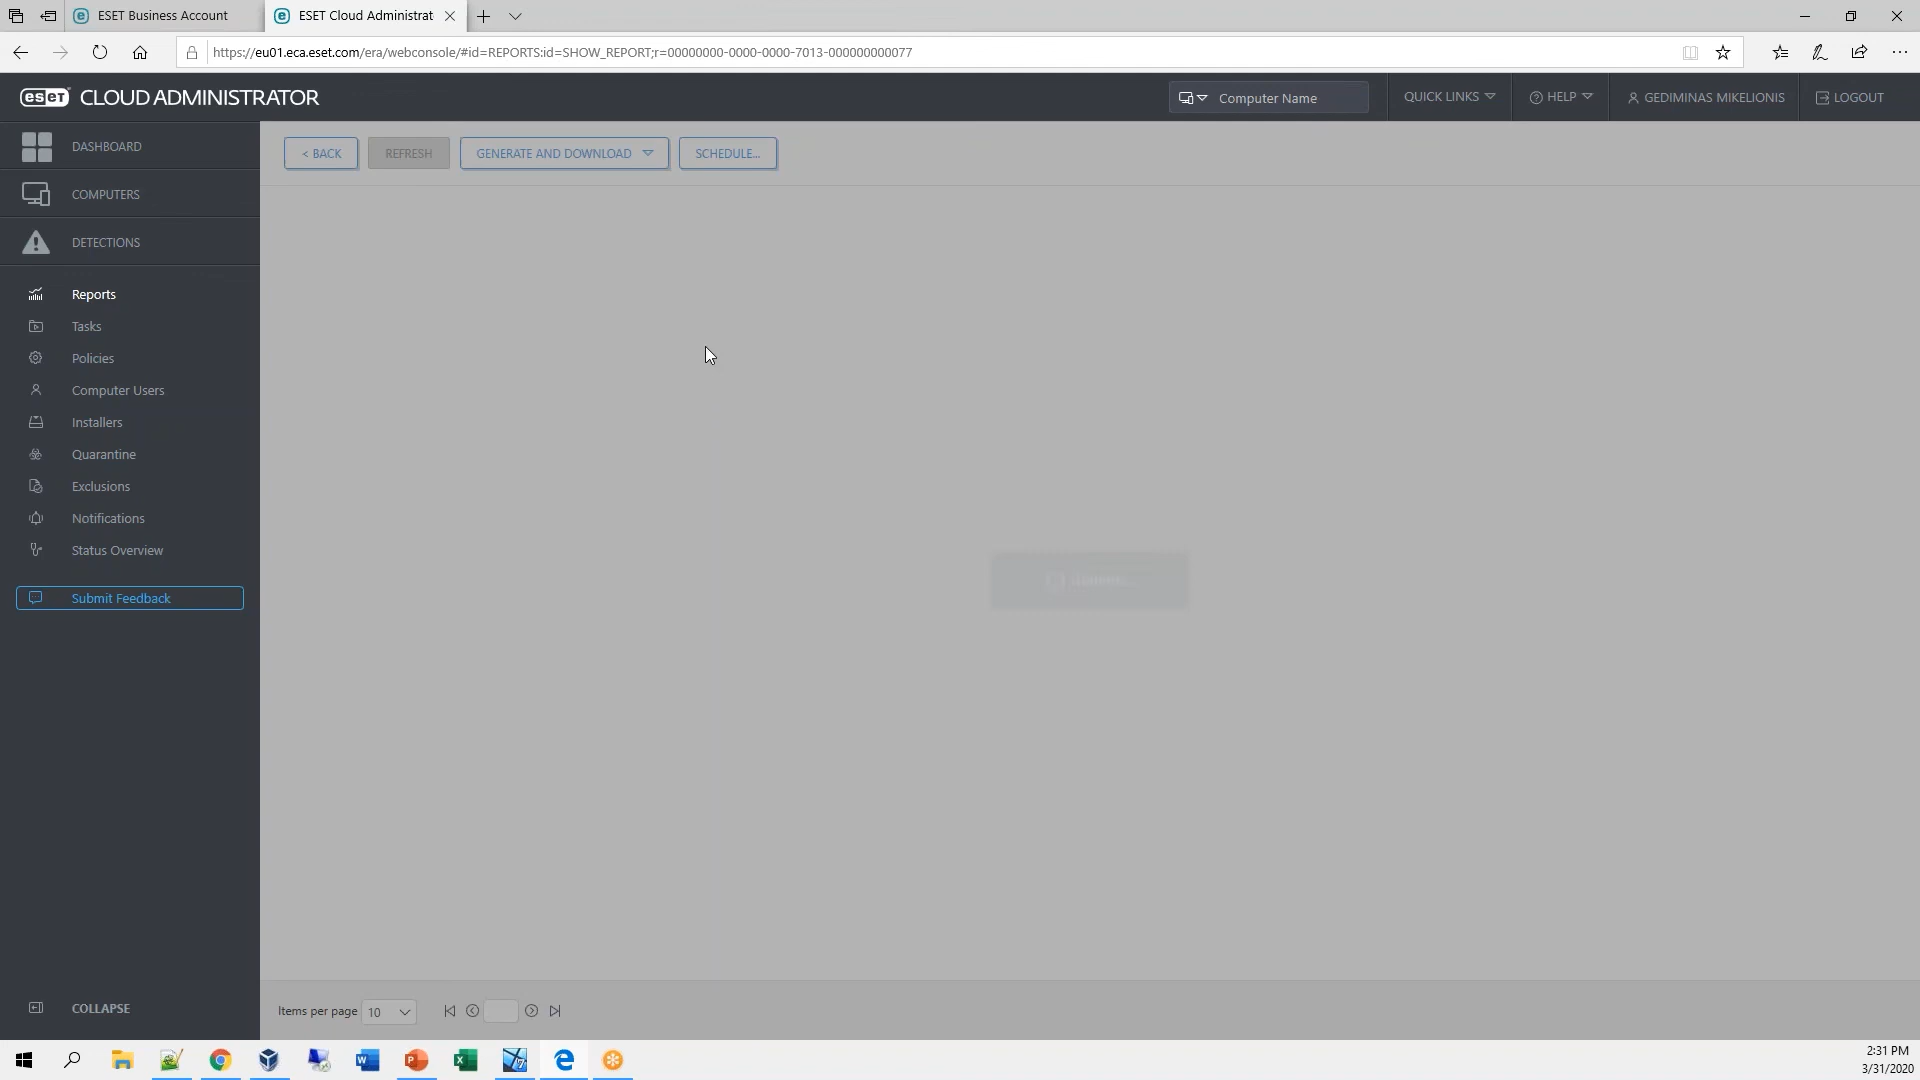 ESET Business Account
ESET Cloud Administrat
https://eu01.eca.eset.com/era/webconsole/#id=REPORTS:id=SHOW_REPORT;r=00000000-0000-0000-7013-000000000077
eset CLOUD ADMINISTRATOR
Computer Name
QUICK LINKS
HELP
GEDIMINAS MIKELIONIS
LOGOUT
DASHBOARD
COMPUTERS
DETECTIONS
Reports
Tasks
Policies
Computer Users
Installers
Quarantine
Exclusions
Notifications
Status Overview
Submit Feedback
COLLAPSE
< BACK
REFRESH
GENERATE AND DOWNLOAD
SCHEDULE...
Items per page 10
2:31 PM
3/31/2020